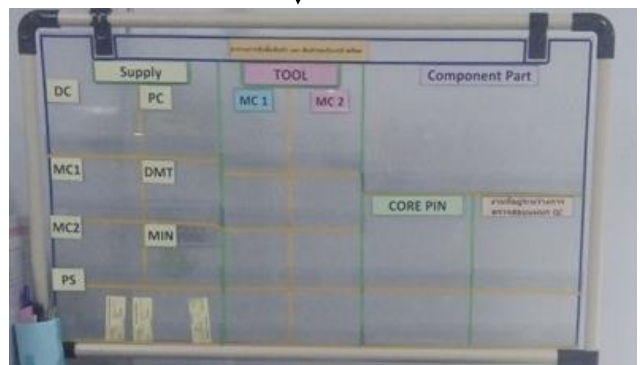 Supply
TOOL
Component Part
DC
PC
MC 1
MC 2
MC1
DMT
CORE PIN
MC2
MIN
PS